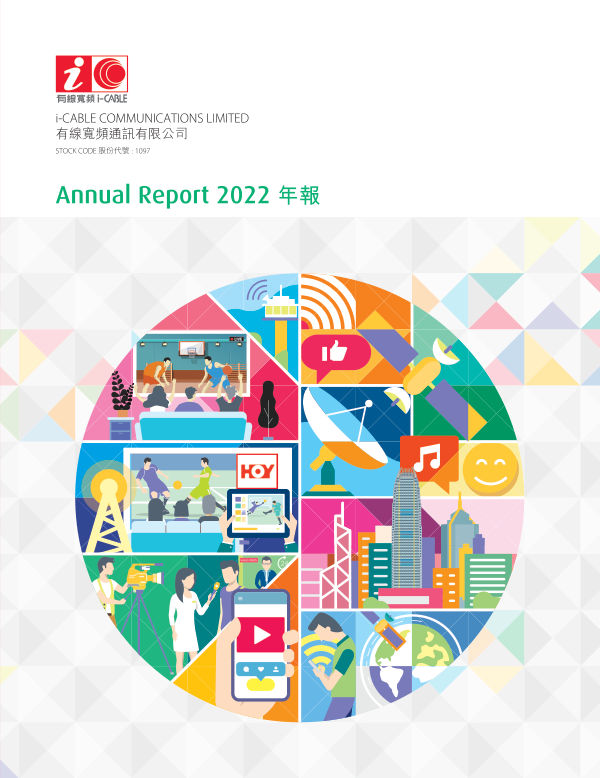 有線寬頻 i-CABLE
i-CABLE COMMUNICATIONS LIMITED
有線寬頻通訊有限公司
STOCK CODE 股份代號 : 1097
Annual Report 2022 年報
HOY